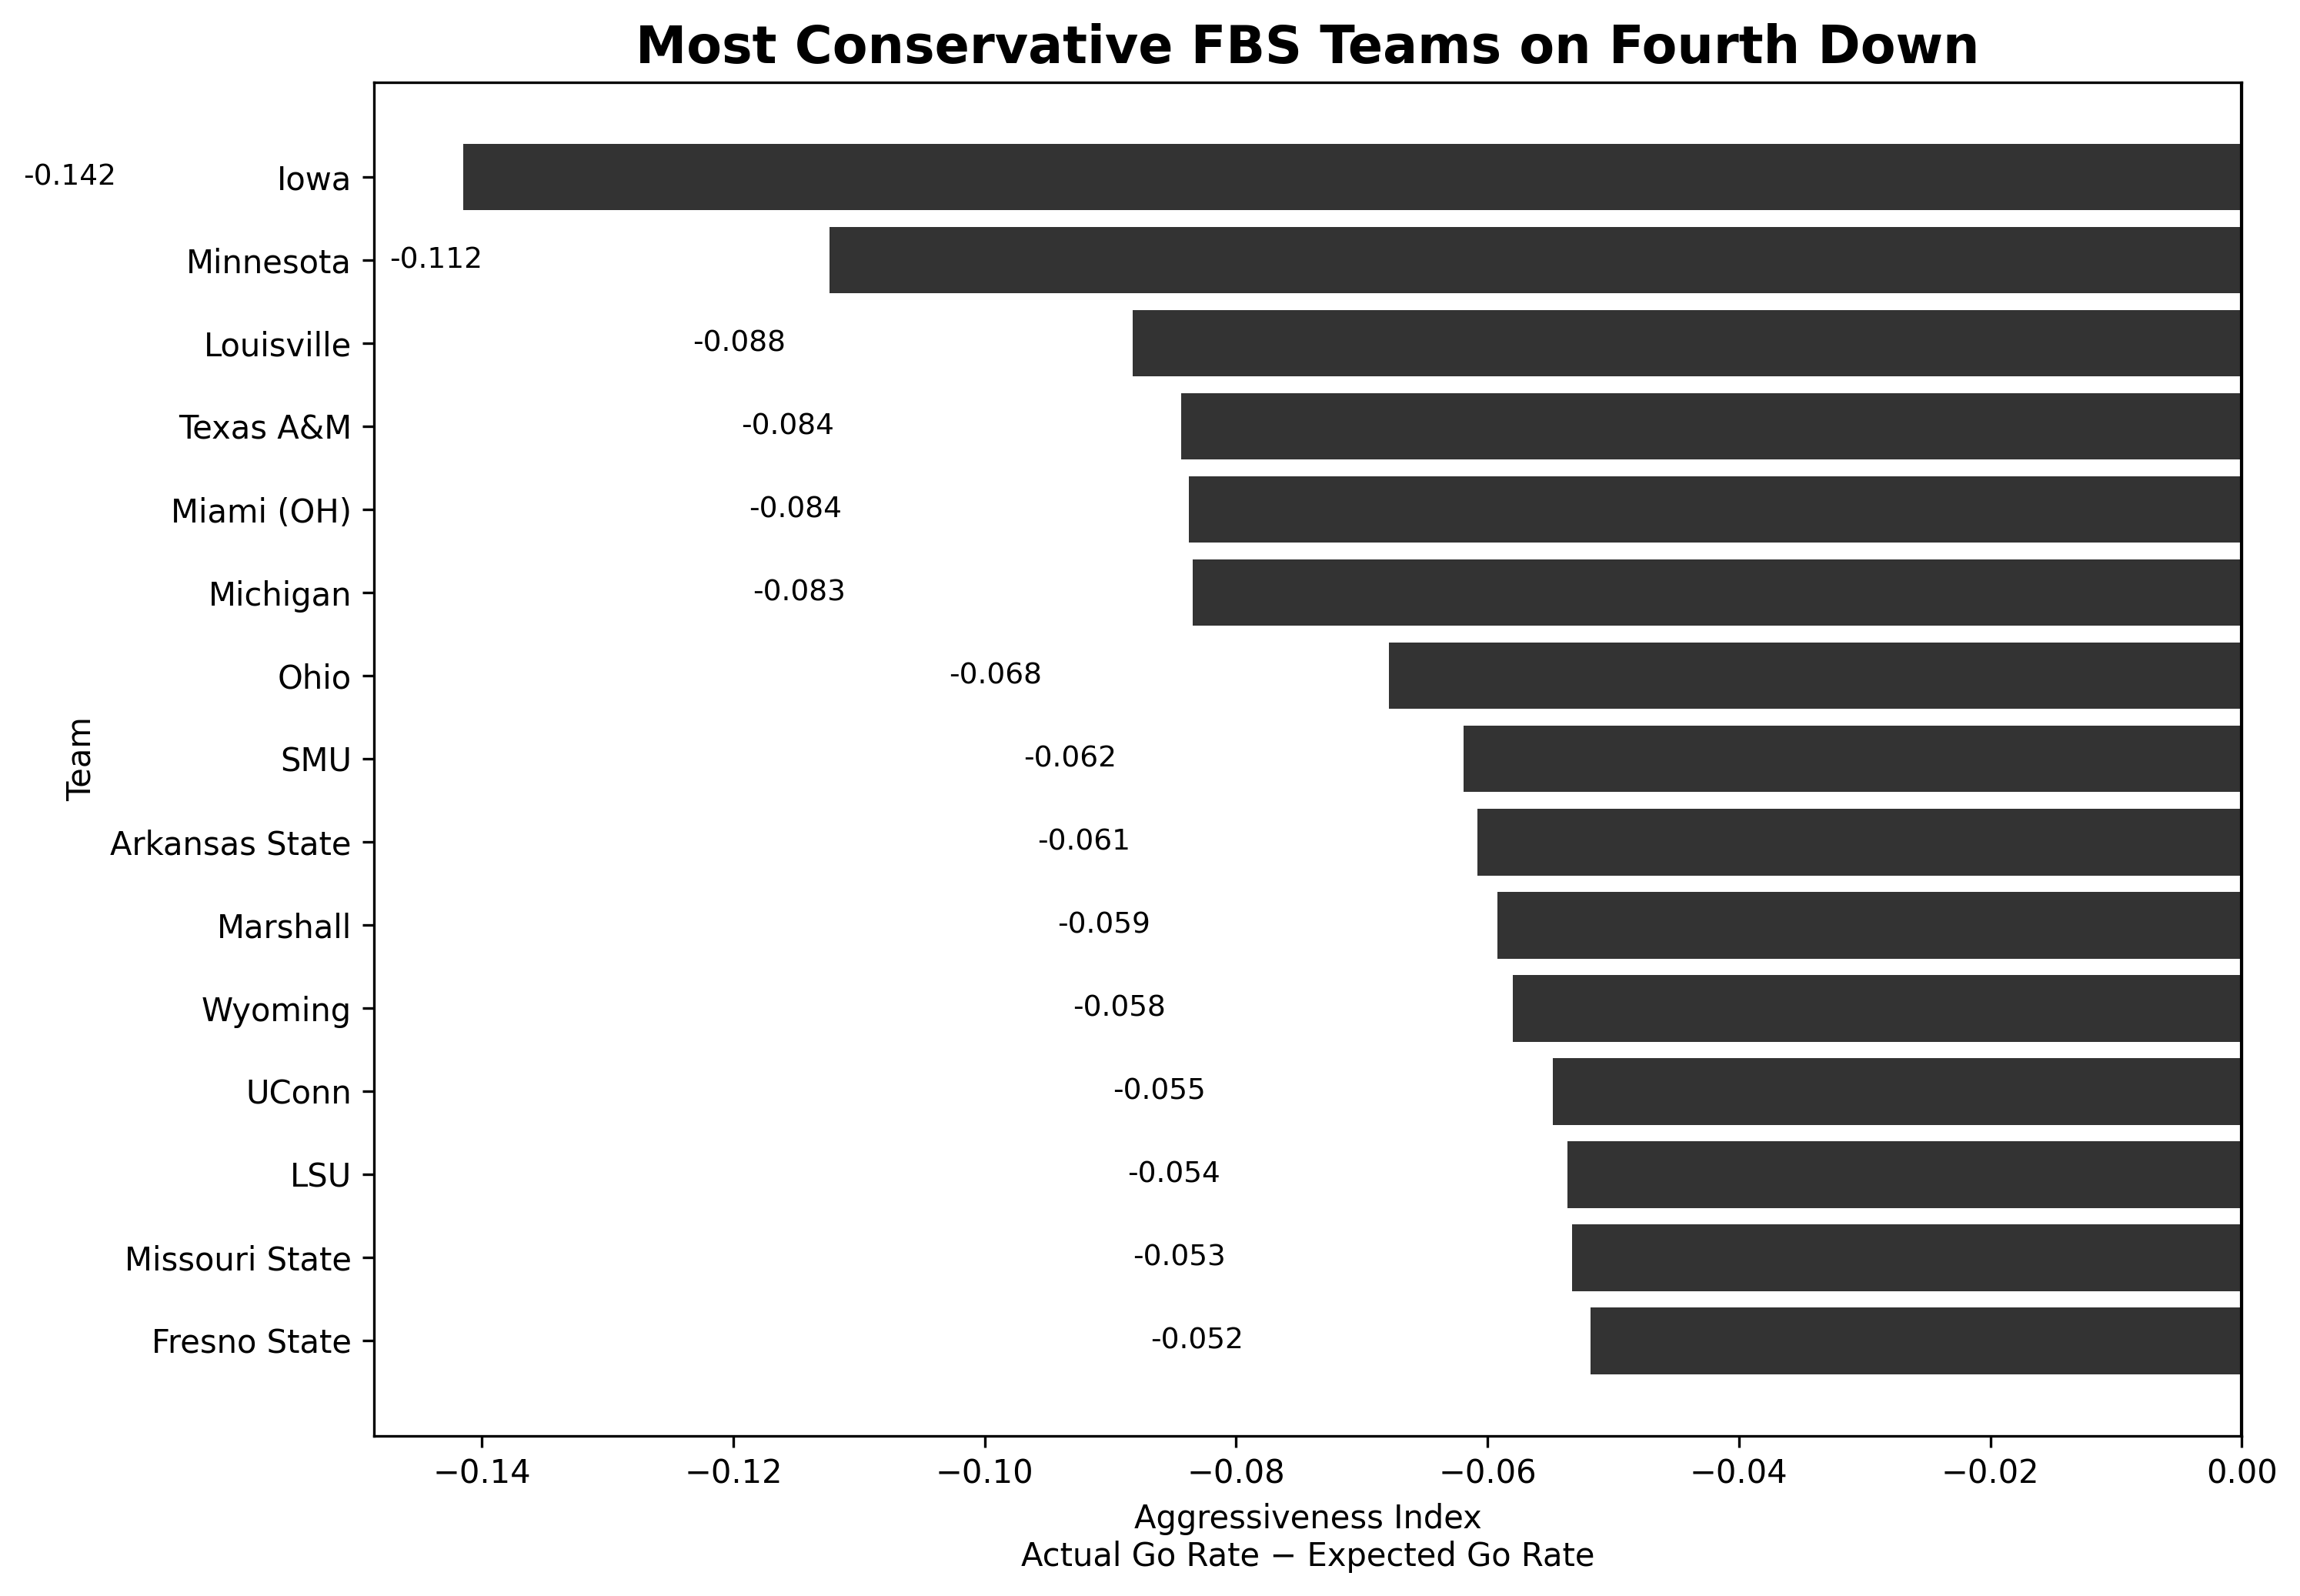 Most Conservative FBS Teams on Fourth Down
-0.142 Iowa
Minnesota -0.112
Louisville -0.088
Texas A&M -0.084
Miami (OH) -0.084
Michigan -0.083
Ohio -0.068
SMU -0.062
Arkansas State -0.061
Marshall -0.059
Wyoming -0.058
UConn -0.055
LSU -0.054
Missouri State -0.053
Fresno State -0.052
Team
−0.14 −0.12 −0.10 −0.08 −0.06 −0.04 −0.02 0.00
Aggressiveness Index
Actual Go Rate − Expected Go Rate